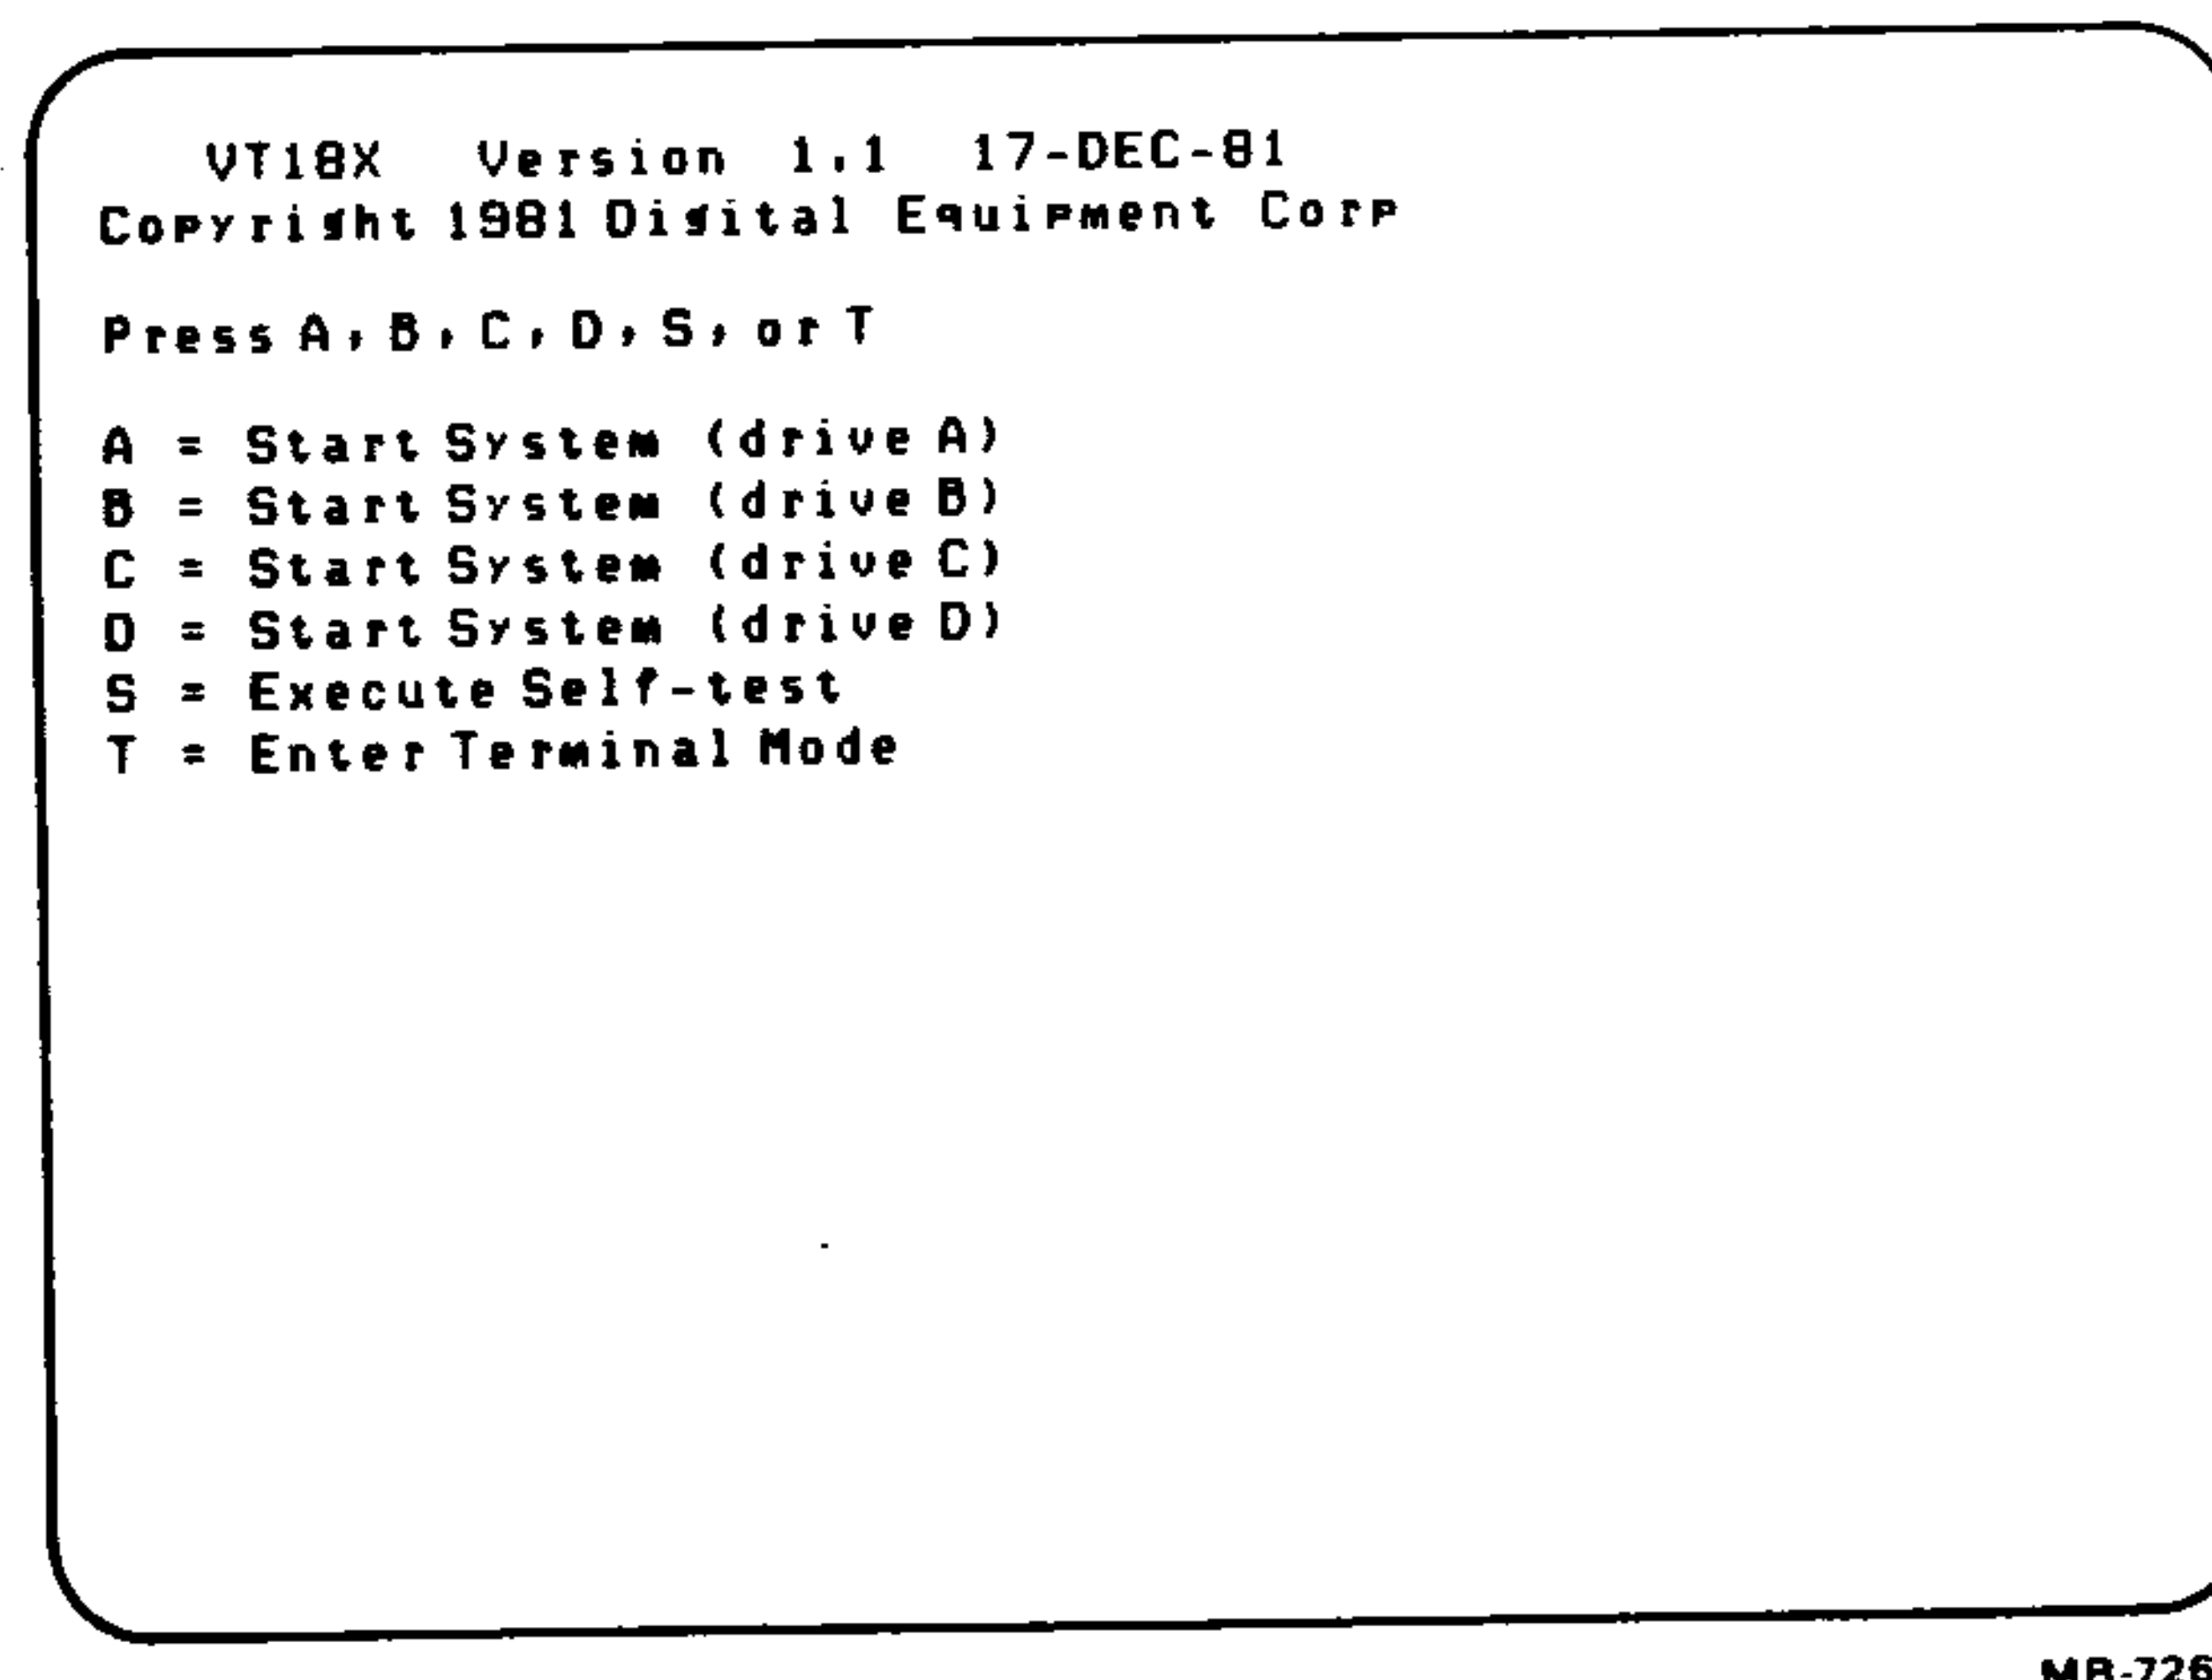 VT18X   Version 1.1  17-DEC-81
Copyright 1981 Digital Equipment Corp
Press A, B, C, D, S, or T
A = Start System (drive A)
B = Start System (drive B)
C = Start System (drive C)
D = Start System (drive D)
S = Execute Self-test
T = Enter Terminal Mode